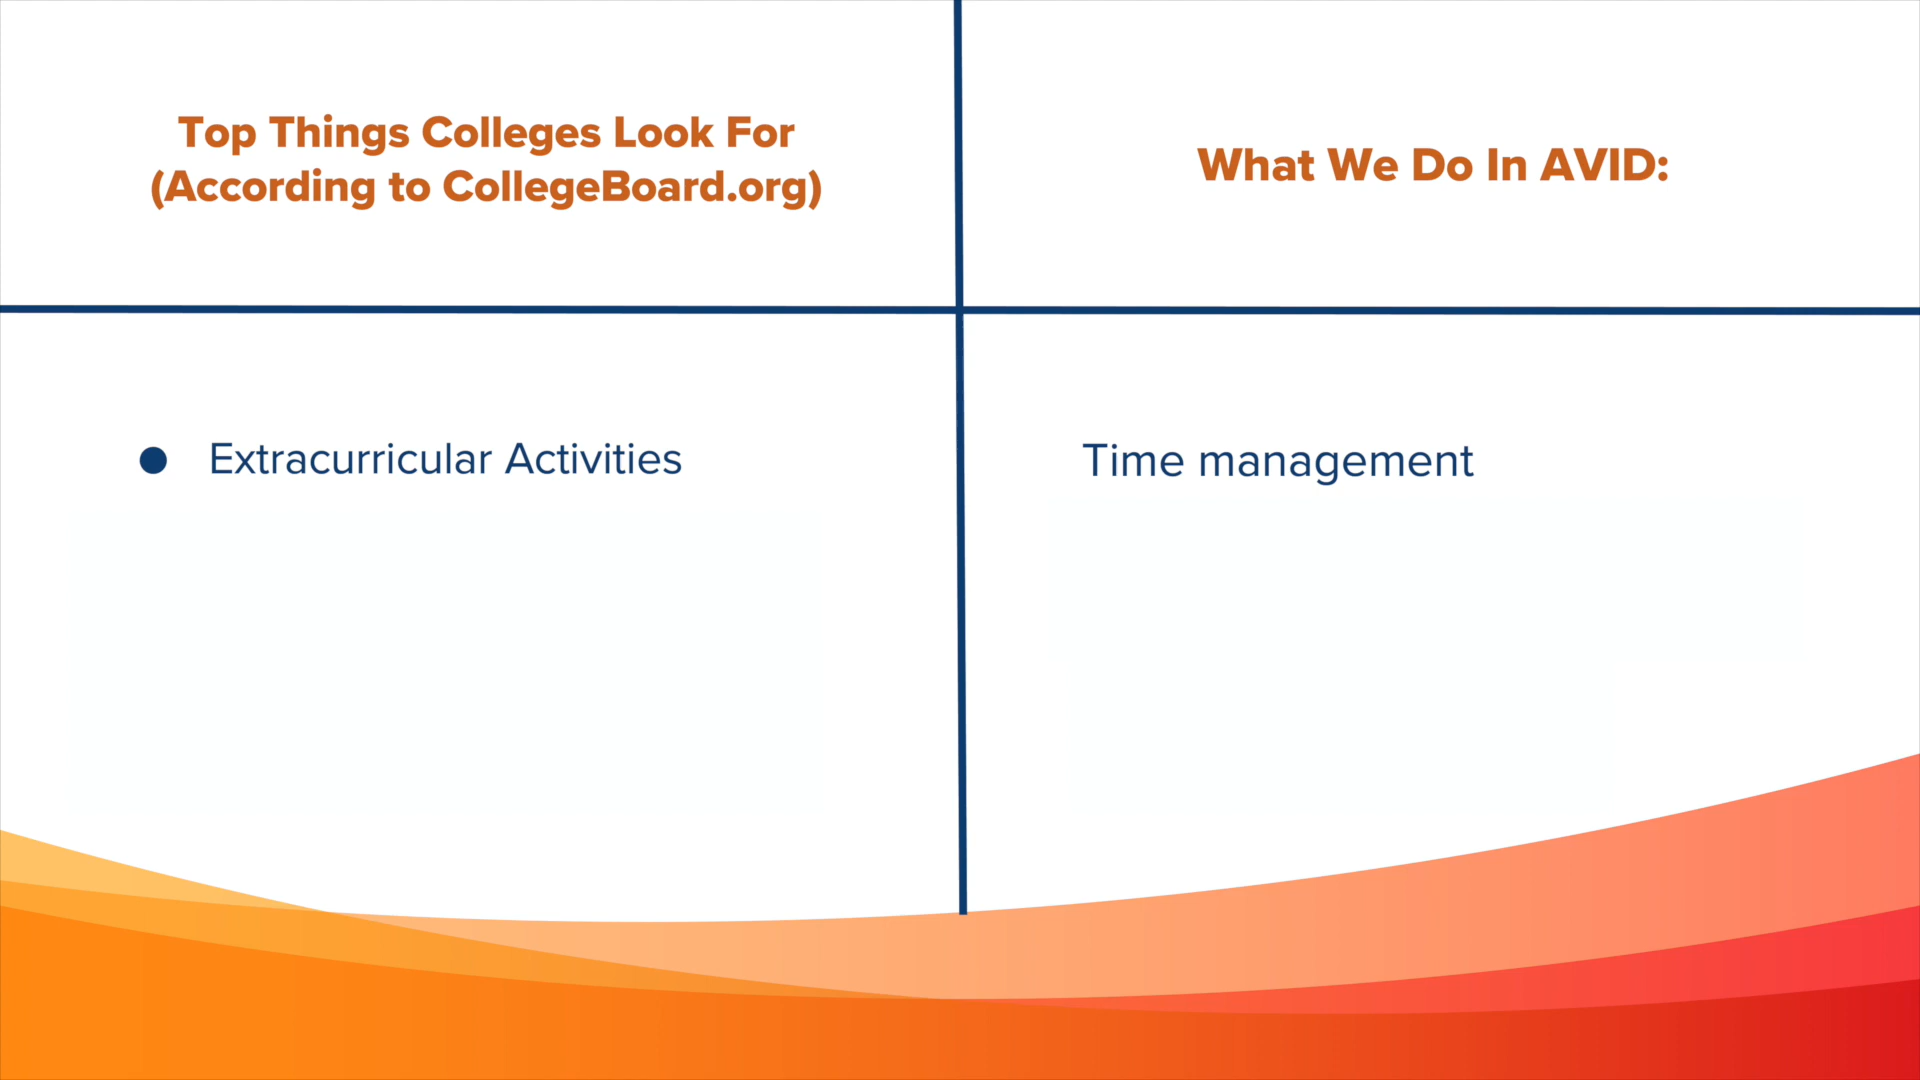 Top Things Colleges Look For
(According to CollegeBoard.org)
What We Do In AVID:
● Extracurricular Activities
Time management